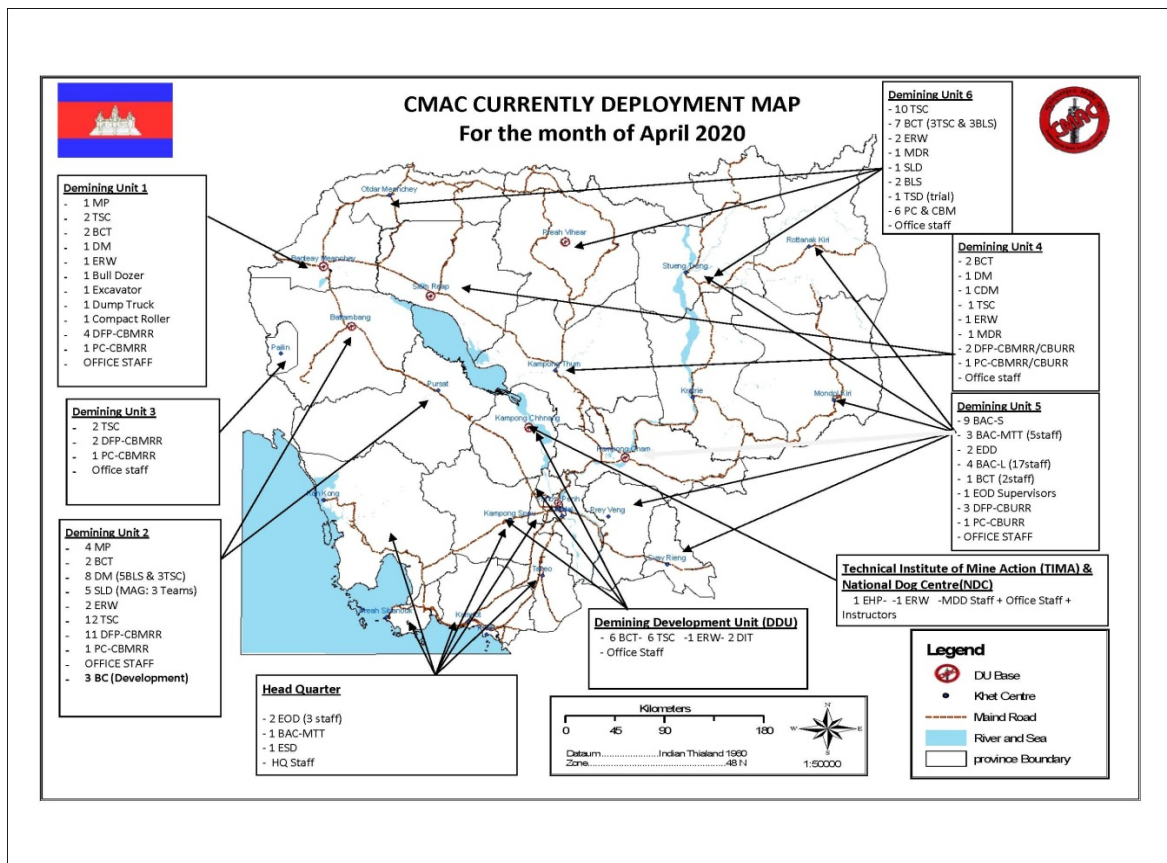 CMAC CURRENTLY DEPLOYMENT MAP
For the month of April 2020
CMAC
Demining Unit 1
- 1 MP
- 2 TSC
- 2 BCT
- 1 DM
- 1 ERW
- 1 Bull Dozer
- 1 Excavator
- 1 Dump Truck
- 1 Compact Roller
- 4 DFP-CBMRR
- 1 PC-CBMRR
- OFFICE STAFF
Demining Unit 3
- 2 TSC
- 2 DFP-CBMRR
- 1 PC-CBMRR
- Office staff
Demining Unit 2
- 4 MP
- 2 BCT
- 8 DM (5BLS & 3TSC)
- 5 SLD (MAG: 3 Teams)
- 2 ERW
- 12 TSC
- 11 DFP-CBMRR
- 1 PC-CBMRR
- OFFICE STAFF
- 3 BC (Development)
Head Quarter
- 2 EOD (3 staff)
- 1 BAC-MTT
- 1 ESD
- HQ Staff
Demining Unit 6
- 10 TSC
- 7 BCT (3TSC & 3BLS)
- 2 ERW
- 1 MDR
- 1 SLD
- 2 BLS
- 1 TSD (trial)
- 6 PC & CBM
- Office staff
Demining Unit 4
- 2 BCT
- 1 DM
- 1 CDM
- 1 TSC
- 1 ERW
- 1 MDR
- 2 DFP-CBMRR/CBURR
- 1 PC-CBMRR/CBURR
- Office staff
Demining Unit 5
- 9 BAC-S
- 3 BAC-MTT (5staff)
- 2 EDD
- 4 BAC-L (17staff)
- 1 BCT (2staff)
- 1 EOD Supervisors
- 3 DFP-CBURR
- 1 PC-CBURR
- OFFICE STAFF
Technical Institute of Mine Action (TIMA) &
National Dog Centre(NDC)
1 EHP- -1 ERW -MDD Staff + Office Staff +
Instructors
Demining Development Unit (DDU)
- 6 BCT- 6 TSC -1 ERW- 2 DIT
- Office Staff
Otdar Meanchey
Preah Vihear
Rottanak Kiri
Stueng Treng
Banteay Meanchey
Siem Reap
Battambang
Pailin
Pursat
Kampong Thum
Kratie
Mondol Kiri
Kampong Chhnang
Kampong Cham
Koh Kong
Kampong Speu
Prey Veng
Svay Rieng
Takeo
Preah Sihanouk
Kilometers
0 45 90 180
Dataum.....................Indian Thialand 1960
Zone.......................................48 N
N
W E
S
1:50000
Legend
DU Base
Khet Centre
Maind Road
River and Sea
province Boundary